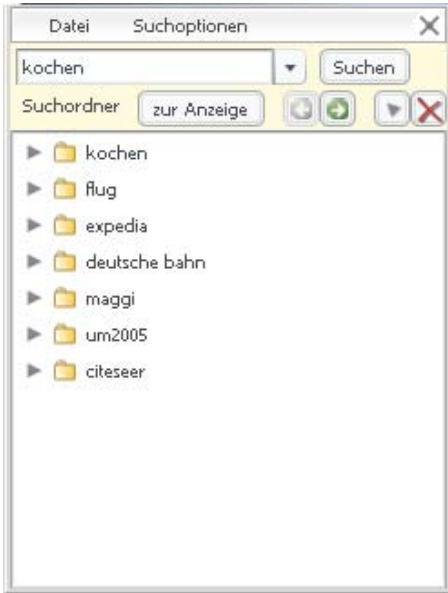 Datei Suchoptionen
kochen Suchen
Suchordner zur Anzeige
kochen
flug
expedia
deutsche bahn
maggi
um2005
citeseer